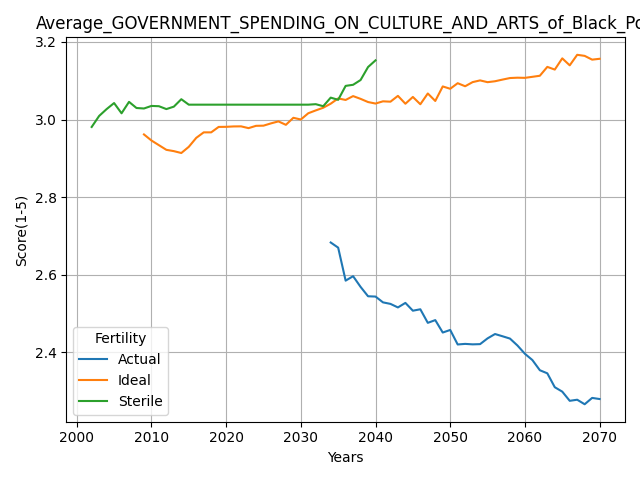 Average_GOVERNMENT_SPENDING_ON_CULTURE_AND_ARTS_of_Black_Po
3.2
3.0
2.8
2.6
2.4
Score(1-5)
Fertility
Actual
Ideal
Sterile
2000 2010 2020 2030 2040 2050 2060 2070
Years